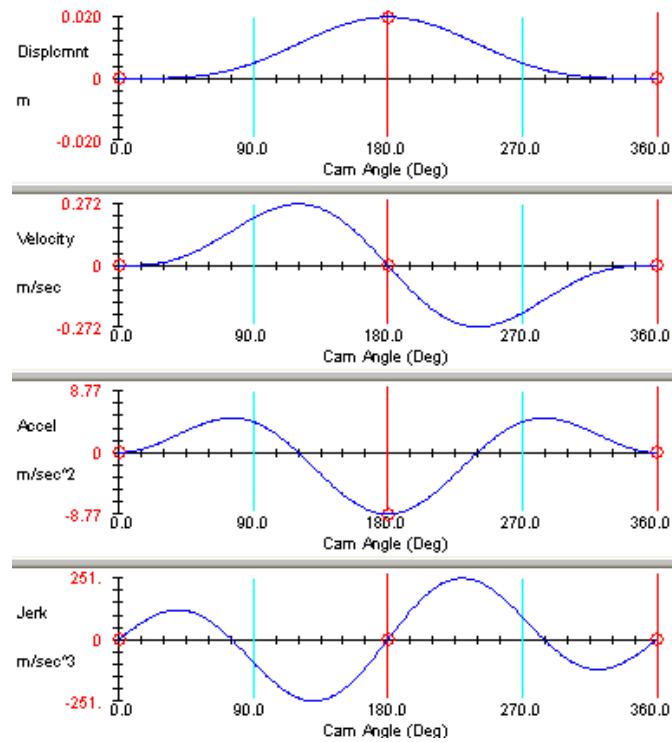 0.020
Displcmnt
0
m
-0.020
0.0 90.0 180.0 270.0 360.0
Cam Angle (Deg)
0.272
Velocity
0
m/sec
-0.272
0.0 90.0 180.0 270.0 360.0
Cam Angle (Deg)
8.77
Accel
0
m/sec^2
-8.77
0.0 90.0 180.0 270.0 360.0
Cam Angle (Deg)
251.
Jerk
0
m/sec^3
-251.
0.0 90.0 180.0 270.0 360.0
Cam Angle (Deg)